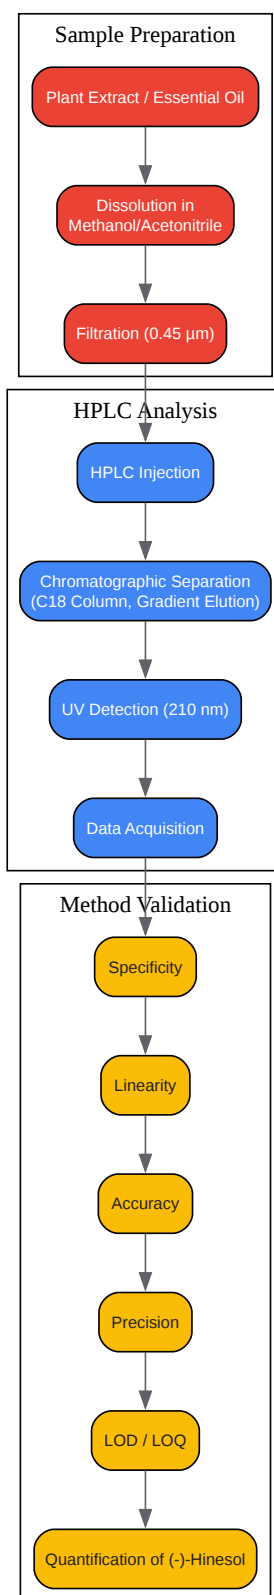 Sample Preparation
Plant Extract / Essential Oil
Dissolution in
Methanol/Acetonitrile
Filtration (0.45 µm)
HPLC Analysis
HPLC Injection
Chromatographic Separation
(C18 Column, Gradient Elution)
UV Detection (210 nm)
Data Acquisition
Method Validation
Specificity
Linearity
Accuracy
Precision
LOD / LOQ
Quantification of (-)-Hinesol